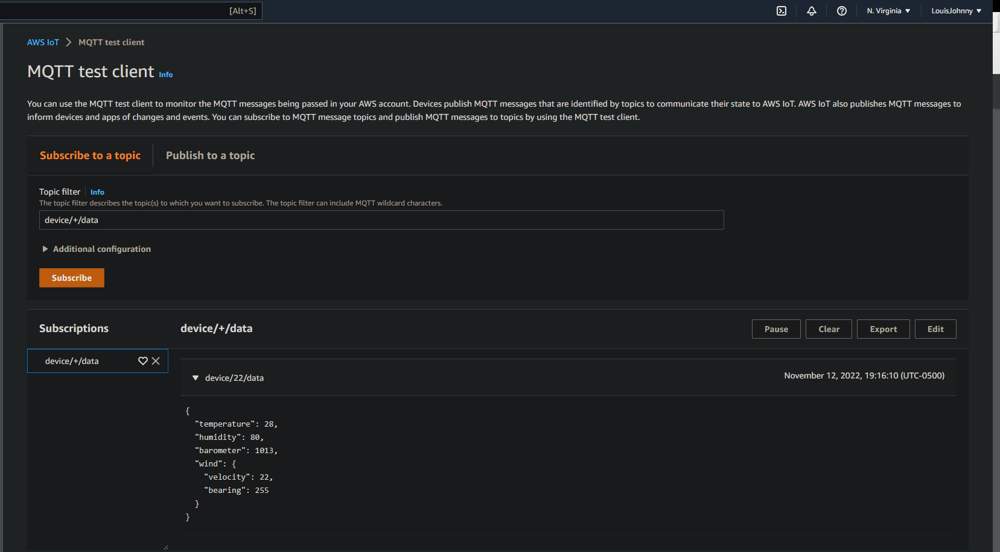 [Alt+S]
N. Virginia
LouisJohnny
AWS IoT
MQTT test client
MQTT test client Info
You can use the MQTT test client to monitor the MQTT messages being passed in your AWS account. Devices publish MQTT messages that are identified by topics to communicate their state to AWS IoT. AWS IoT also publishes MQTT messages to
inform devices and apps of changes and events. You can subscribe to MQTT message topics and publish MQTT messages to topics by using the MQTT test client.
Subscribe to a topic
Publish to a topic
Topic filter Info
The topic filter describes the topic(s) to which you want to subscribe. The topic filter can include MQTT wildcard characters.
device/+/data
Additional configuration
Subscribe
Subscriptions
device/+/data
Pause
Clear
Export
Edit
device/+/data
device/22/data
November 12, 2022, 19:16:10 (UTC-0500)
{
"temperature": 28,
"humidity": 80,
"barometer": 1013,
"wind": {
"velocity": 22,
"bearing": 255
}
}